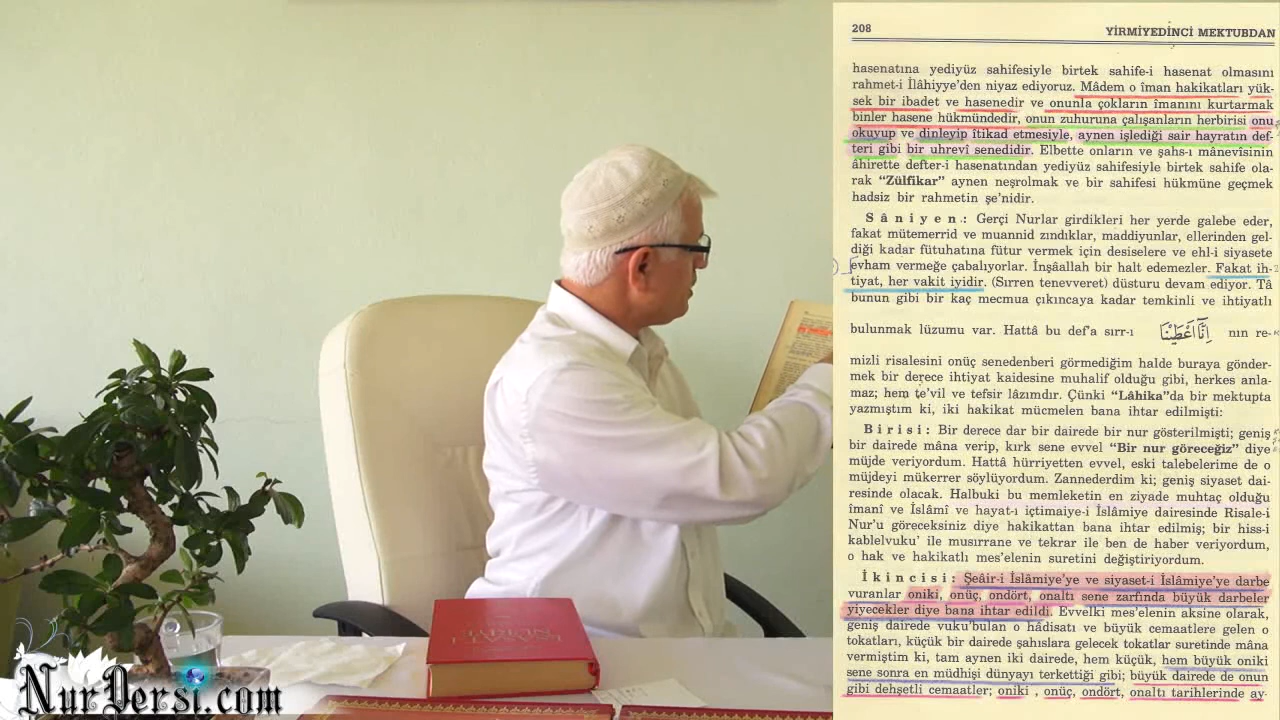 208 YİRMİYEDİNCİ MEKTUBDAN
hasenatına yediyüz sahifesiyle birtek sahife-i hasenat olmasını
rahmet-i İlâhiyye'den niyaz ediyoruz. Mâdem o îman hakikatları yük-
sek bir ibadet ve hasenedir ve onunla çokların îmanını kurtarmak
binler hasene hükmündedir, onun zuhuruna çalışanların herbirisi onu
okuyup ve dinleyip îtikad etmesiyle, aynen işlediği sair hayratın def-
teri gibi bir uhrevî senedidir. Elbette onların ve şahs-ı mânevîsinin
âhirette defter-i hasenatından yediyüz sahifesiyle birtek sahife ola-
rak “Zülfikar” aynen neşrolmak ve bir sahifesi hükmüne geçmek
hadsiz bir rahmetin şe'nidir.
Sâniyen: Gerçi Nurlar girdikleri her yerde galebe eder,
fakat mütemerrid ve muannid zındıklar, maddiyunlar, ellerinden gel-
diği kadar fütuhatına fütur vermek için desiselere ve ehl-i siyasete
evham vermeğe çabalıyorlar. İnşâallah bir halt edemezler. Fakat ih-
tiyat, her vakit iyidir. (Sırren tenevveret) düsturu devam ediyor. Tâ
bunun gibi bir kaç mecmua çıkıncaya kadar temkinli ve ihtiyatlı
bulunmak lüzumu var. Hattâ bu def'a sırr-ı اِنَّٓا اَعْطَيْنَا nın re-
mizli risalesini onüç senedenberi görmediğim halde buraya gönder-
mek bir derece ihtiyat kaidesine muhalif olduğu gibi, herkes anla-
maz; hem te'vil ve tefsir lâzımdır. Çünki “Lâhika”da bir mektupta
yazmıştım ki, iki hakikat mücmelen bana ihtar edilmişti:
Birisi: Bir derece dar bir dairede bir nur gösterilmişti; geniş
bir dairede mâna verip, kırk sene evvel “Bir nur göreceğiz” diye
müjde veriyordum. Hattâ hürriyetten evvel, eski talebelerime de o
müjdeyi mükerrer söylüyordum. Zannederdim ki; geniş siyaset dai-
resinde olacak. Halbuki bu memleketin en ziyade muhtaç olduğu
îmanî ve İslâmî ve hayat-ı içtimaiye-i İslâmiye dairesinde Risale-i
Nur'u göreceksiniz diye hakikattan bana ihtar edilmiş; bir hiss-i
kablelvuku' ile musırrane ve tekrar ile ben de haber veriyordum,
o hak ve hakikatlı mes'elenin suretini değiştiriyordum.
İkincisi: Şeâir-i İslâmiye'ye ve siyaset-i İslâmiye'ye darbe
vuranlar oniki, onüç, ondört, onaltı sene zarfında büyük darbeler
yiyecekler diye bana ihtar edildi. Evvelki mes'elenin aksine olarak,
geniş dairede vuku'bulan o hâdisatı ve büyük cemaatlere gelen o
tokatları, küçük bir dairede şahıslara gelecek tokatlar suretinde mâna
vermiştim ki, tam aynen iki dairede, hem küçük, hem büyük oniki
sene sonra en müdhişi dünyayı terkettiği gibi; büyük dairede de onun
gibi dehşetli cemaatler; oniki , onüç, ondört, onaltı tarihlerinde ay-
NurDersi.com